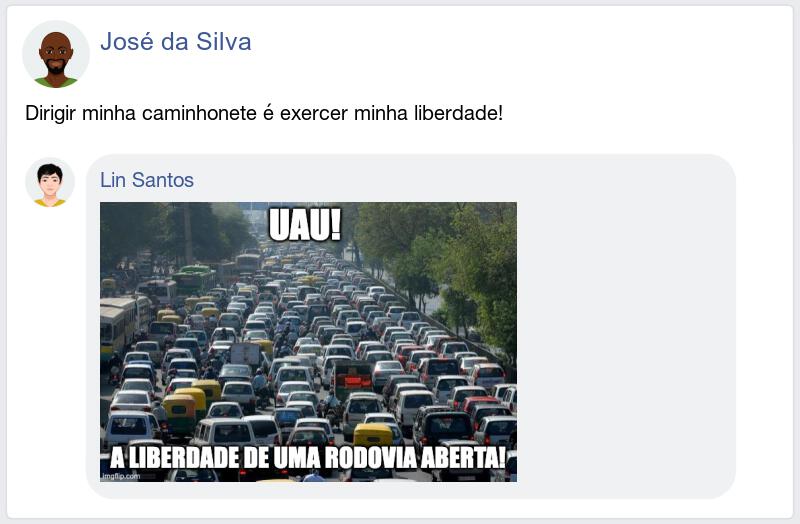 José da Silva
Dirigir minha caminhonete é exercer minha liberdade!
Lin Santos
UAU!
A LIBERDADE DE UMA RODOVIA ABERTA!
imgflip.com